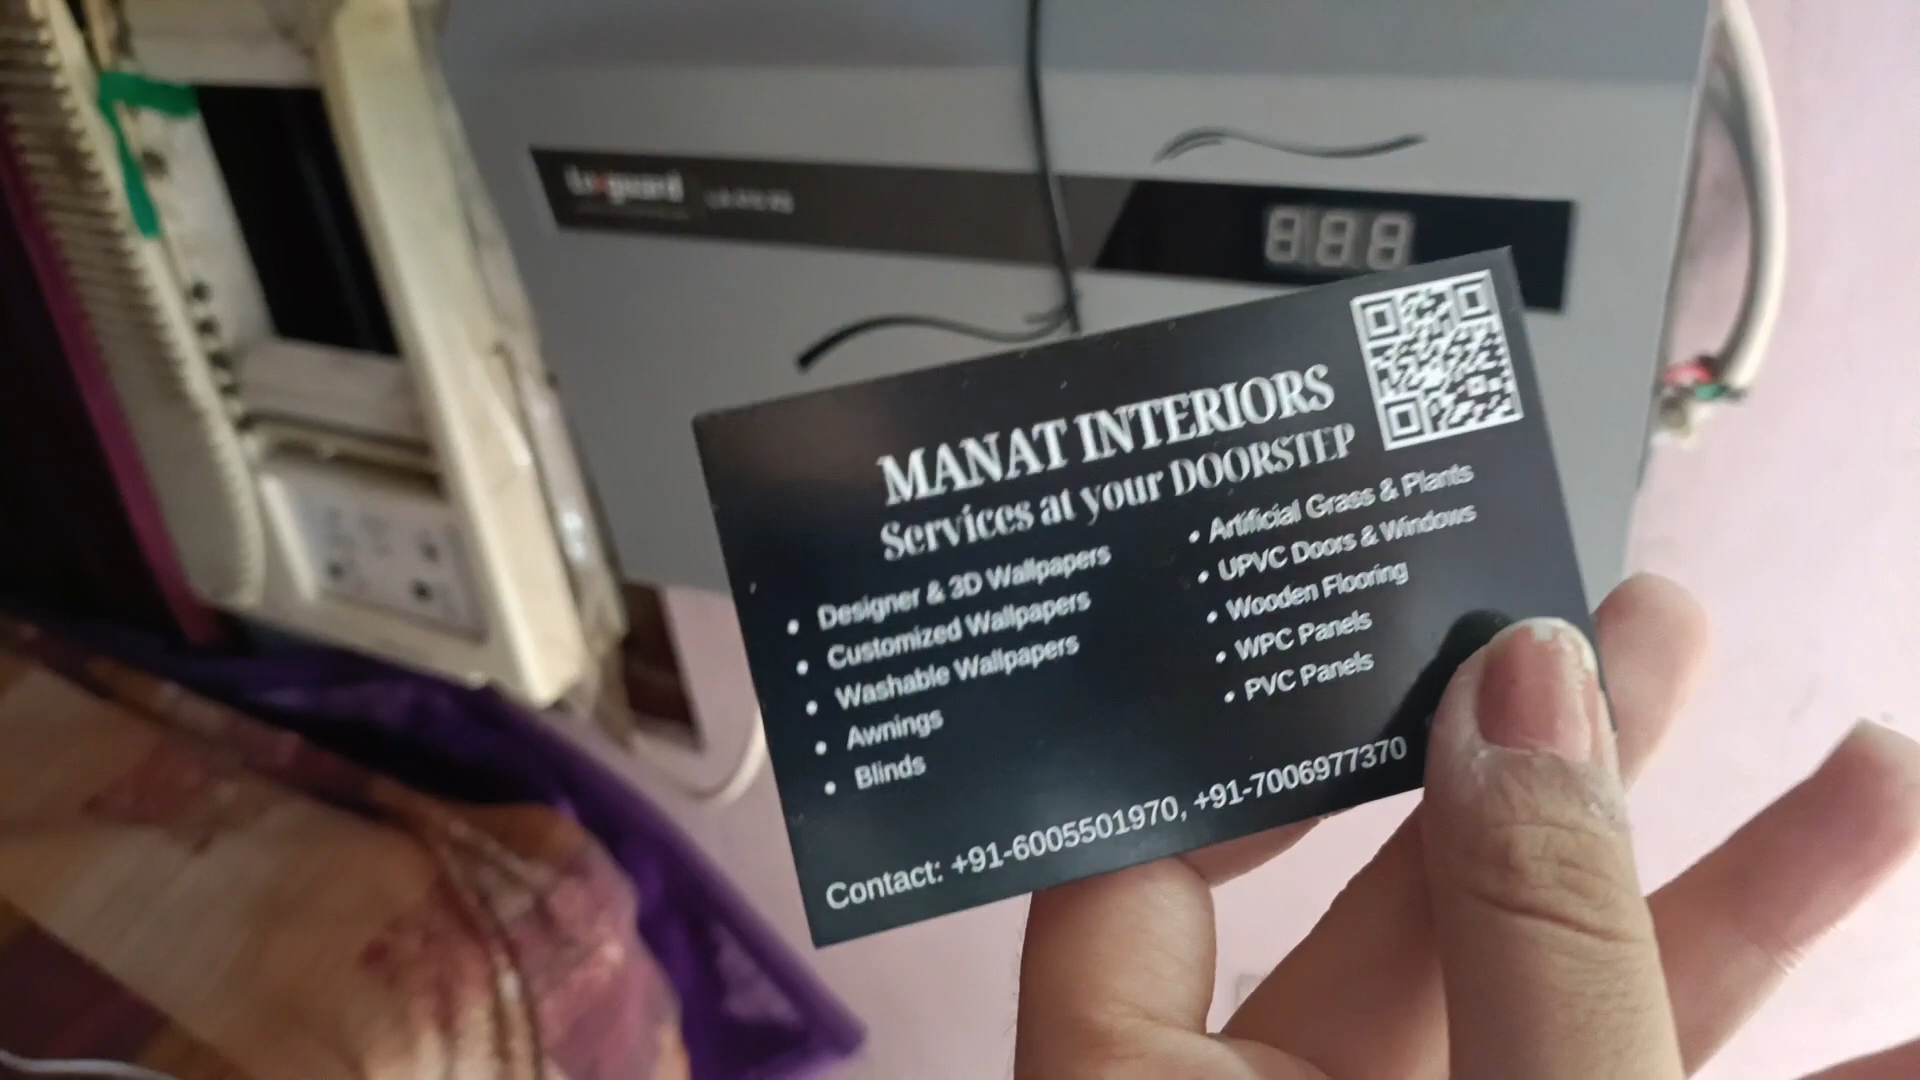 Luxguard
MANAT INTERIORS
Services at your DOORSTEP
• Designer & 3D Wallpapers
• Customized Wallpapers
• Washable Wallpapers
• Awnings
• Blinds
• Artificial Grass & Plants
• UPVC Doors & Windows
• Wooden Flooring
• WPC Panels
• PVC Panels
Contact: +91-6005501970, +91-7006977370